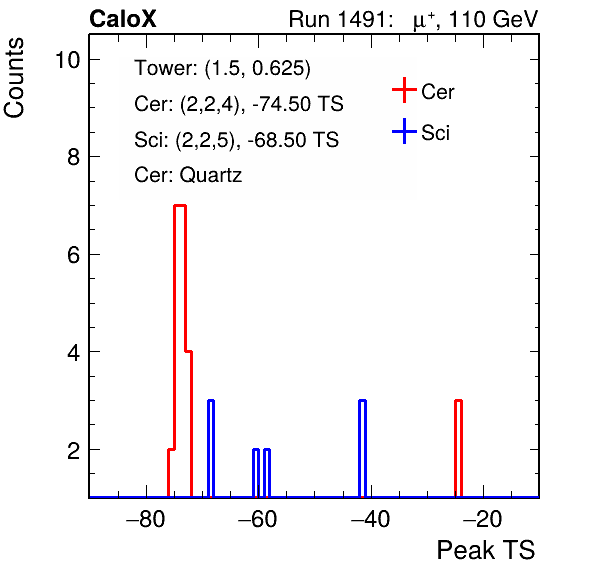 CaloX Run 1491: μ⁺, 110 GeV
Counts
Tower: (1.5, 0.625)
Cer: (2,2,4), -74.50 TS
Sci: (2,2,5), -68.50 TS
Cer: Quartz
Cer
Sci
10
8
6
4
2
−80 −60 −40 −20
Peak TS